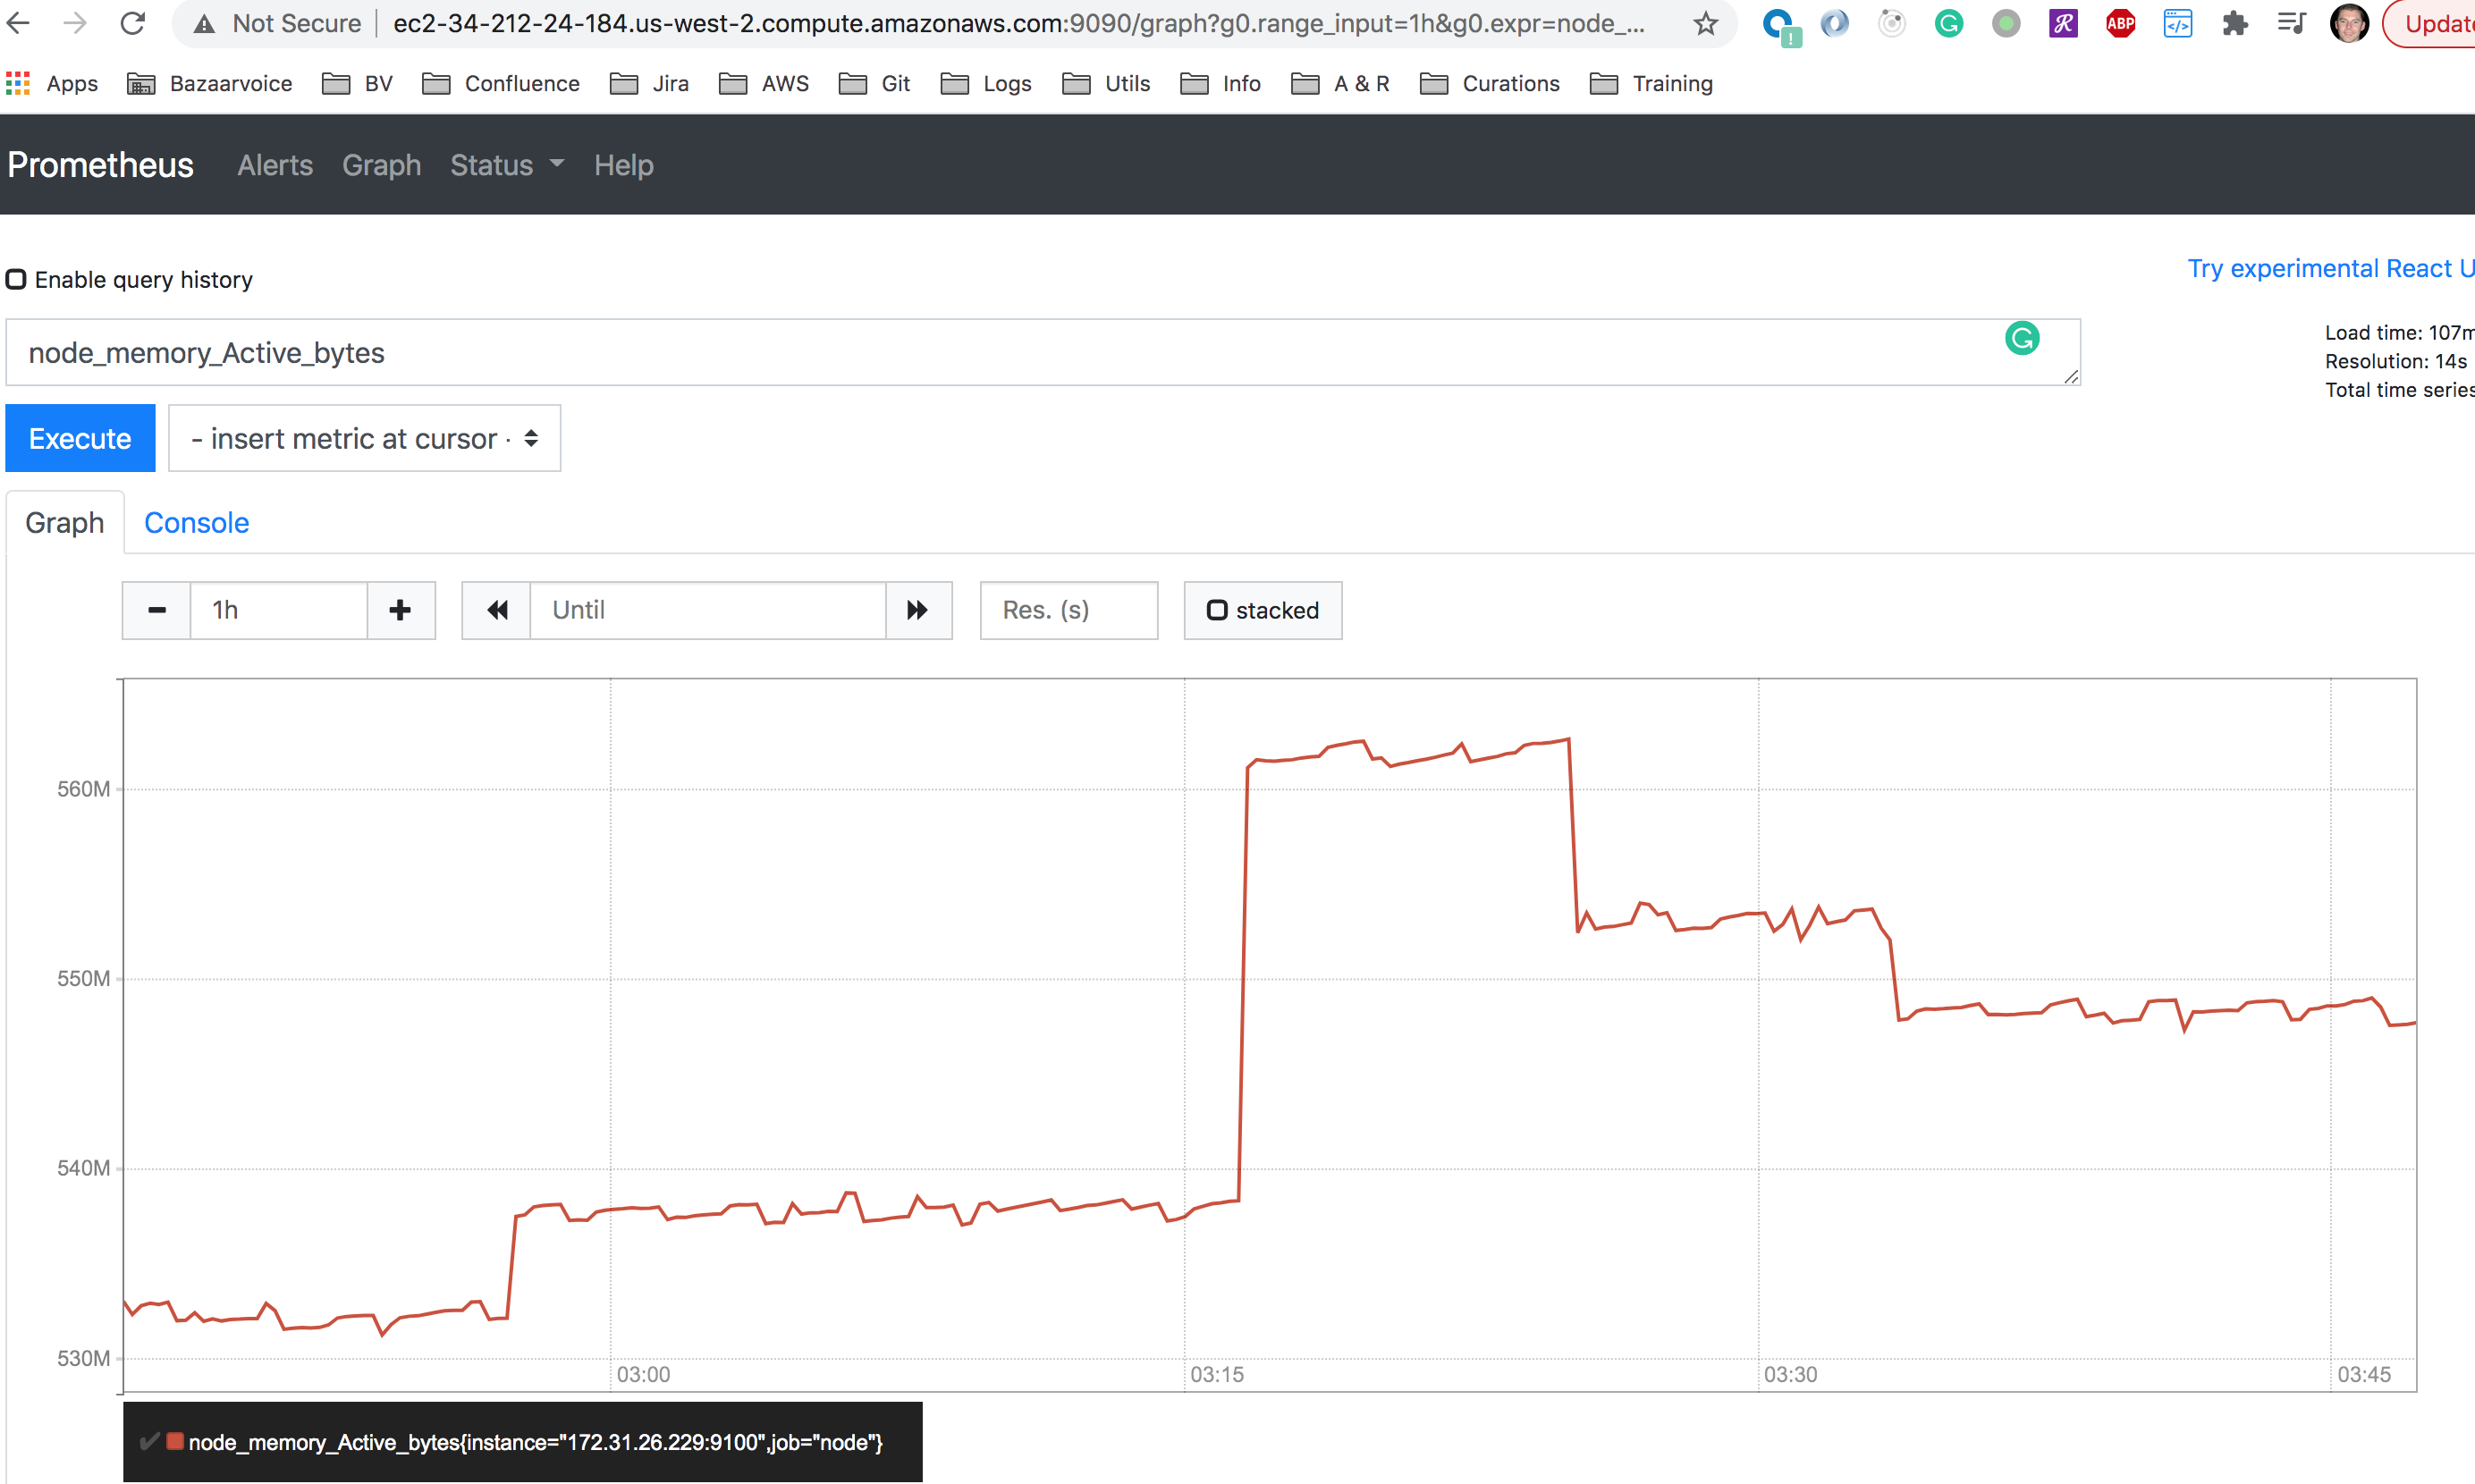 Not Secure ec2-34-212-24-184.us-west-2.compute.amazonaws.com:9090/graph?g0.range_input=1h&g0.expr=node_... ABP </> Update
Apps Bazaarvoice BV Confluence Jira AWS Git Logs Utils Info A & R Curations Training
Prometheus Alerts Graph Status Help
Enable query history
Try experimental React U
node_memory_Active_bytes
Load time: 107m
Resolution: 14s
Total time series
Execute
- insert metric at cursor -
Graph Console
1h Until Res. (s) stacked
560M
550M
540M
530M
03:00 03:15 03:30 03:45
✔ node_memory_Active_bytes{instance="172.31.26.229:9100",job="node"}